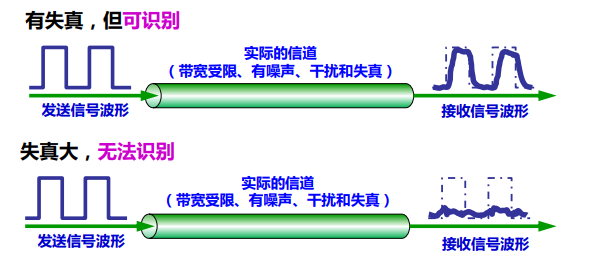 有失真，但可识别
实际的信道
（带宽受限、有噪声、干扰和失真）
发送信号波形
接收信号波形
失真大，无法识别
实际的信道
（带宽受限、有噪声、干扰和失真）
发送信号波形
接收信号波形